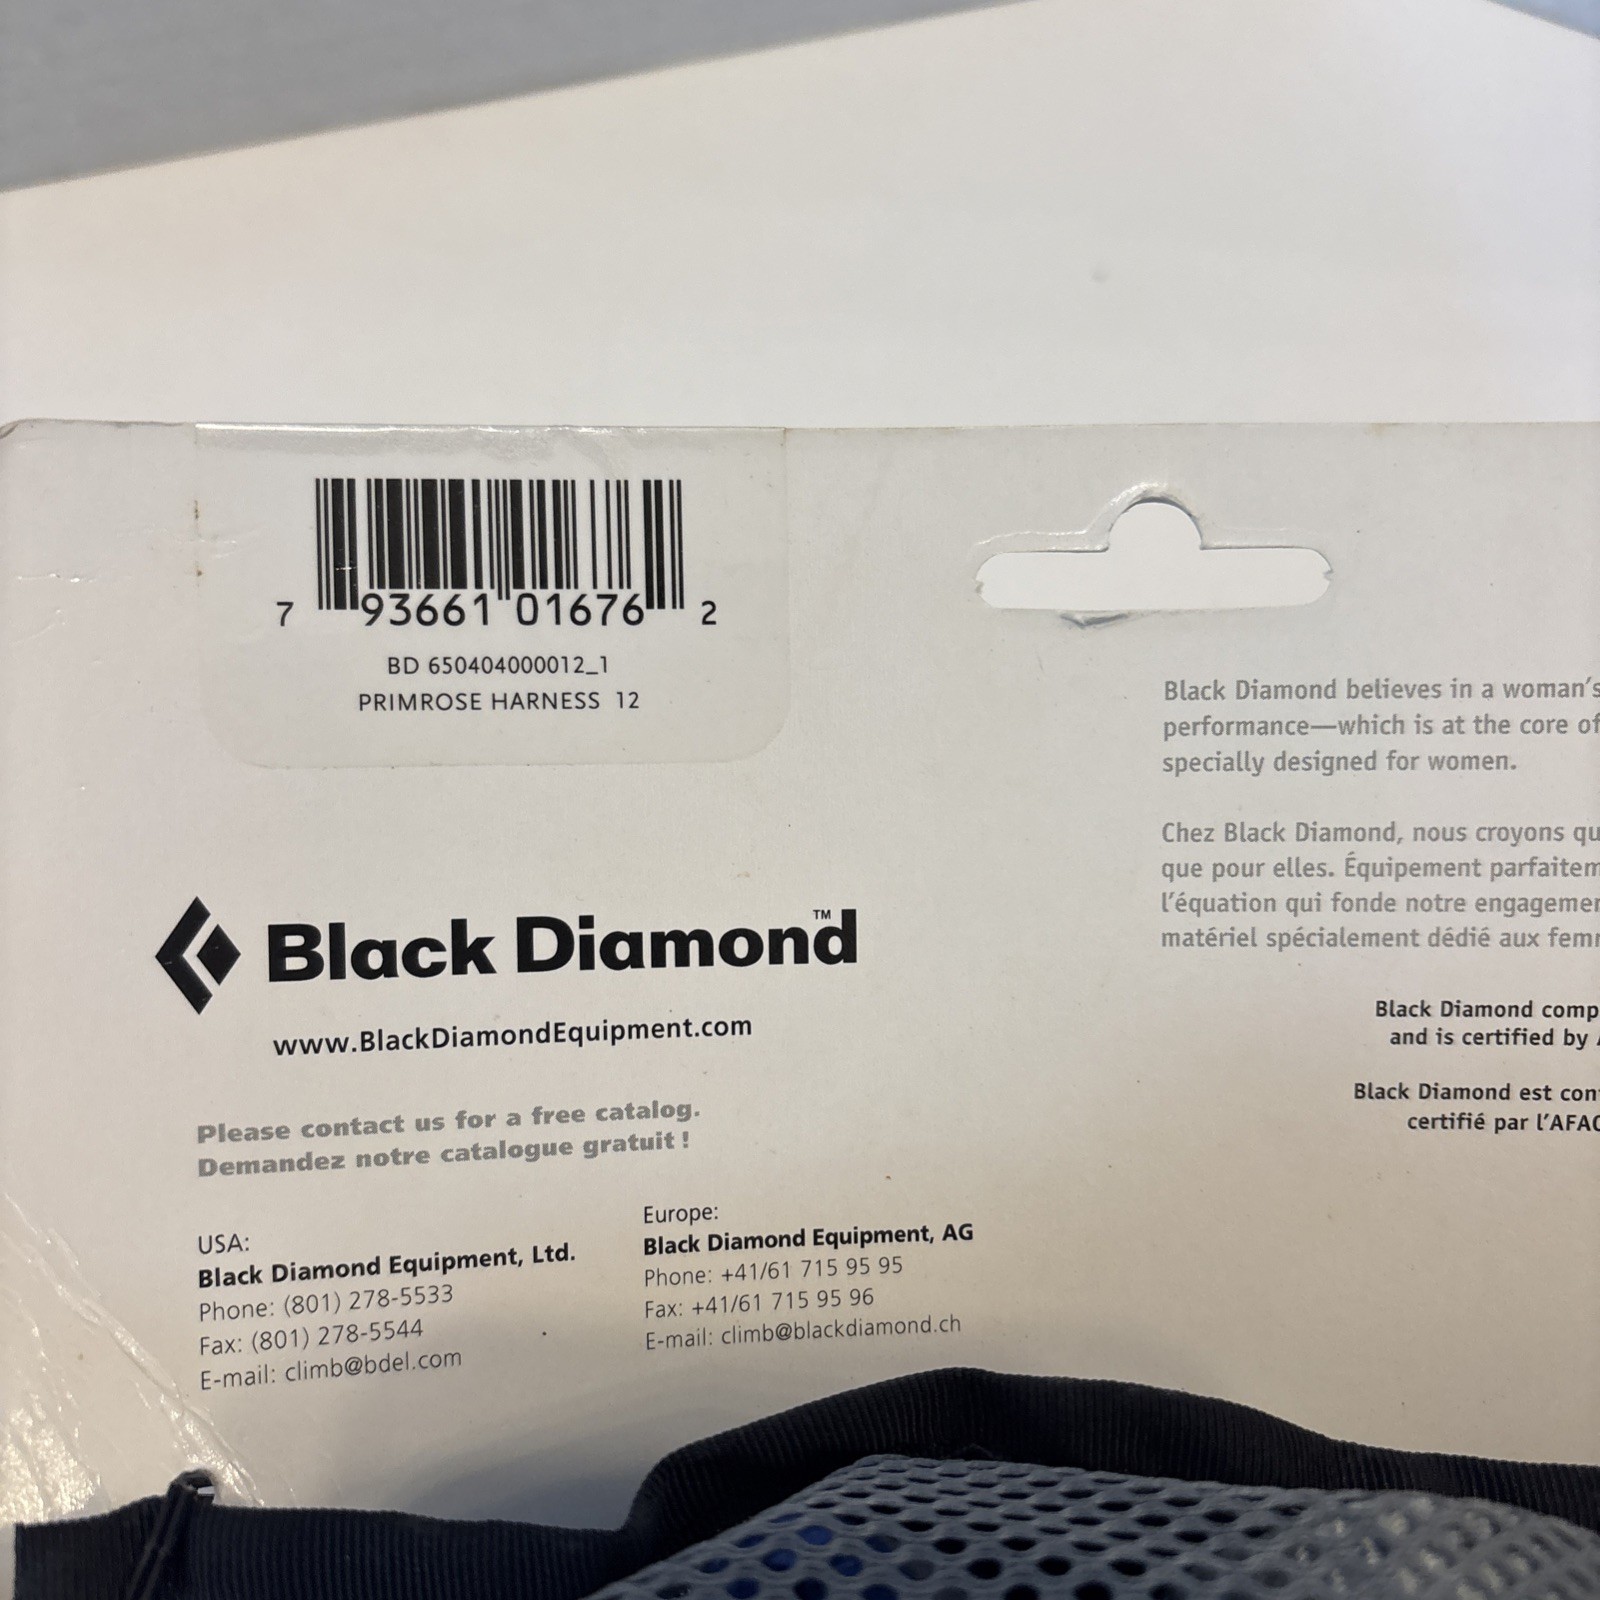 7 93661 01676 2
BD 650404000012_1
PRIMROSE HARNESS 12
Black Diamond™
www.BlackDiamondEquipment.com
Please contact us for a free catalog.
Demandez notre catalogue gratuit !
USA:
Black Diamond Equipment, Ltd.
Phone: (801) 278-5533
Fax: (801) 278-5544
E-mail: climb@bdel.com
Europe:
Black Diamond Equipment, AG
Phone: +41/61 715 95 95
Fax: +41/61 715 95 96
E-mail: climb@blackdiamond.ch
Black Diamond believes in a woman's
performance—which is at the core of
specially designed for women.
Chez Black Diamond, nous croyons
que pour elles. Équipement
l'équation qui fonde notre
matériel spécialement dédié aux
Black Diamond
and is certified by
Black Diamond est
certifié par